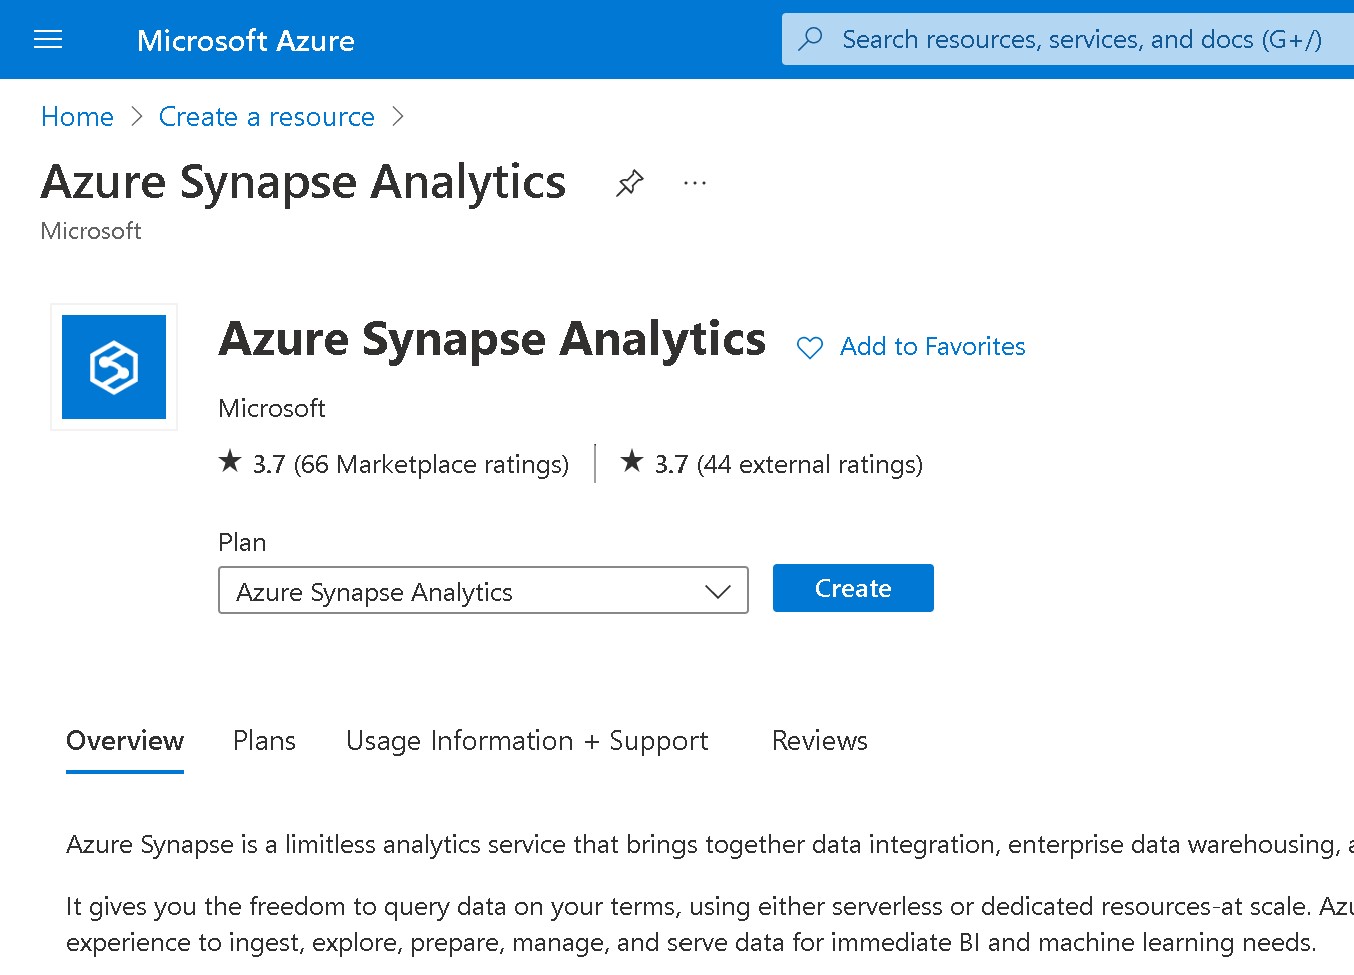 Microsoft Azure
Search resources, services, and docs (G+/)
Home > Create a resource >
Azure Synapse Analytics
Microsoft
Azure Synapse Analytics
Add to Favorites
Microsoft
★ 3.7 (66 Marketplace ratings) | ★ 3.7 (44 external ratings)
Plan
Azure Synapse Analytics
Create
Overview Plans Usage Information + Support Reviews
Azure Synapse is a limitless analytics service that brings together data integration, enterprise data warehousing,
It gives you the freedom to query data on your terms, using either serverless or dedicated resources-at scale.
experience to ingest, explore, prepare, manage, and serve data for immediate BI and machine learning needs.